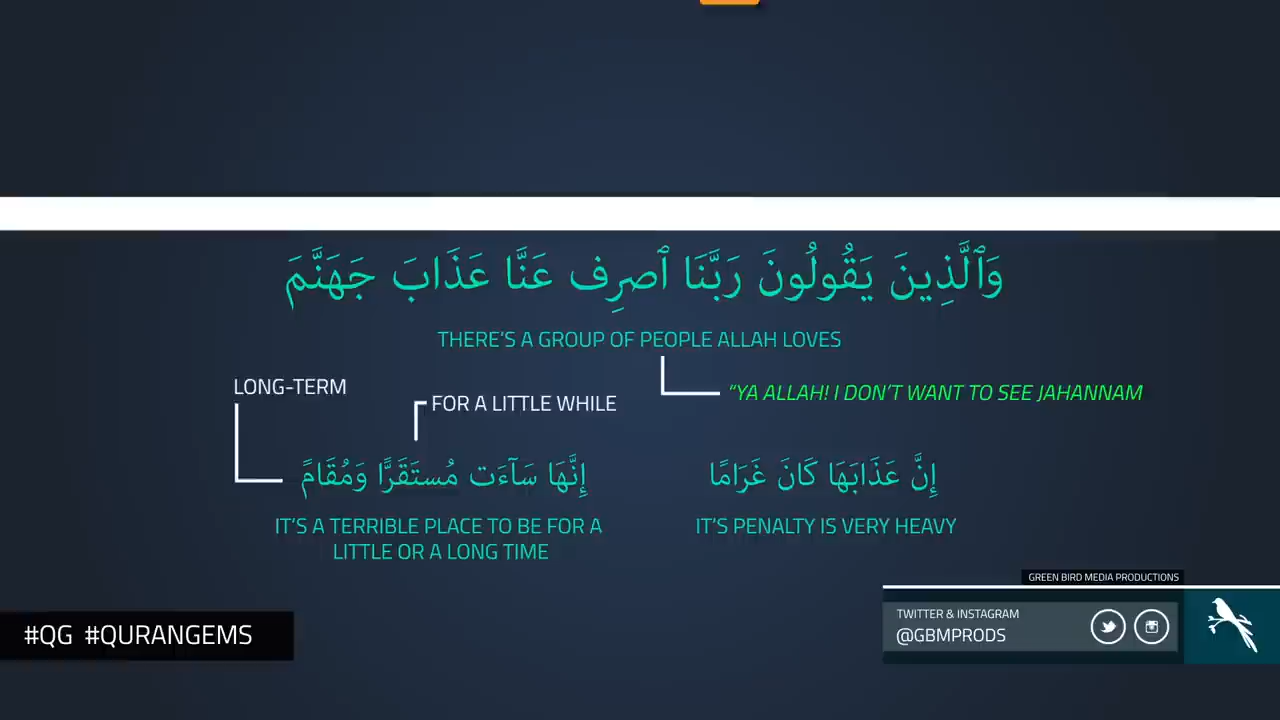 وَٱلَّذِينَ يَقُولُونَ رَبَّنَا ٱصرِف عَنَّا عَذَابَ جَهَنَّمَ
THERE'S A GROUP OF PEOPLE ALLAH LOVES
"YA ALLAH! I DON'T WANT TO SEE JAHANNAM
LONG-TERM
FOR A LITTLE WHILE
إِنَّ عَذَابَهَا كَانَ غَرَامًا
IT'S PENALTY IS VERY HEAVY
إِنَّهَا سَآءَت مُستَقَرًّا وَمُقَامً
IT'S A TERRIBLE PLACE TO BE FOR A
LITTLE OR A LONG TIME
GREEN BIRD MEDIA PRODUCTIONS
TWITTER & INSTAGRAM
@GBMPRODS
#QG #QURANGEMS